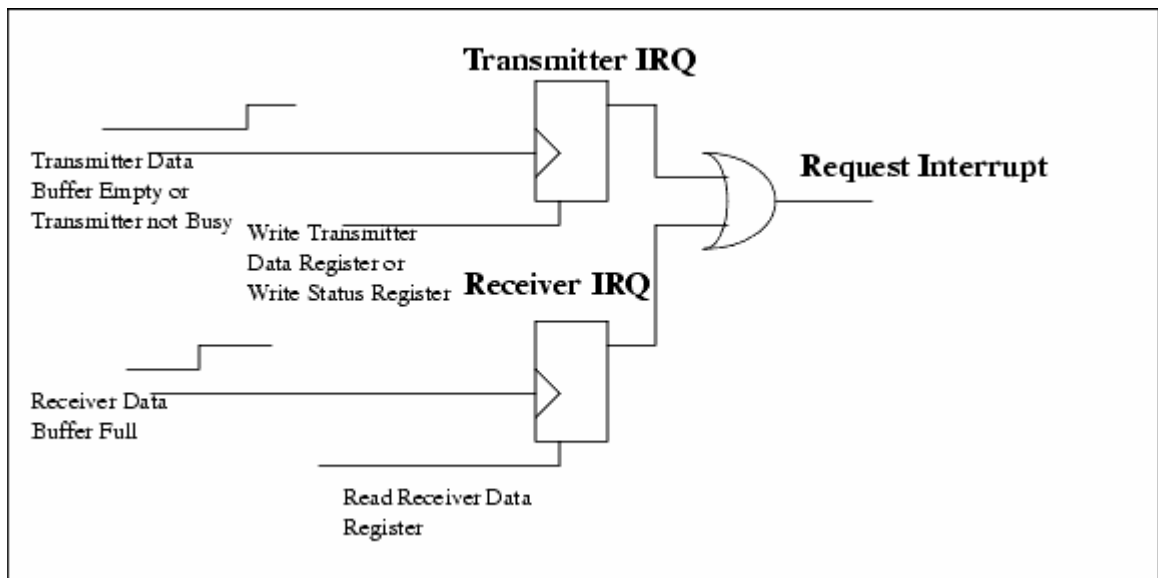 Transmitter IRQ
Transmitter Data
Buffer Empty or
Transmitter not Busy
Request Interrupt
Write Transmitter
Data Register or
Write Status Register
Receiver IRQ
Receiver Data
Buffer Full
Read Receiver Data
Register